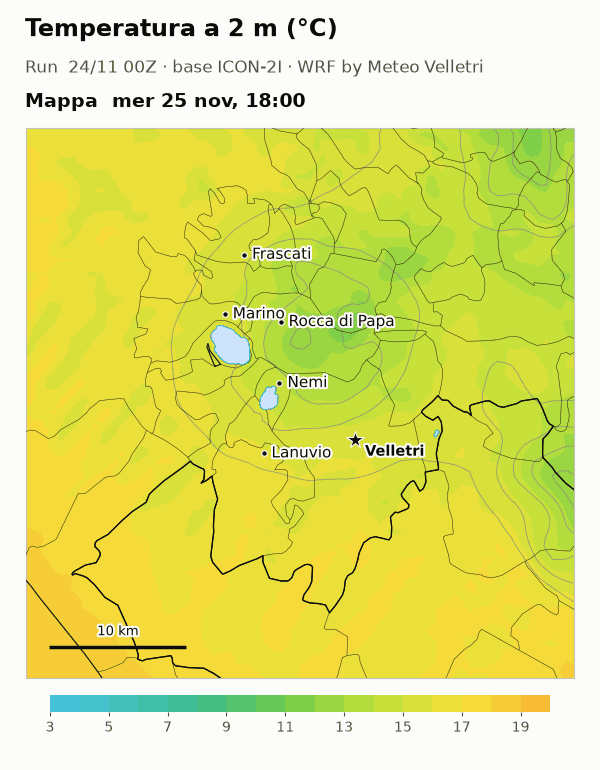 Temperatura a 2 m (°C)
Run  24/11 00Z · base ICON-2I · WRF by Meteo Velletri
Mappa  mer 25 nov, 18:00
Frascati
Marino
Rocca di Papa
Nemi
Velletri
Lanuvio
10 km
3 5 7 9 11 13 15 17 19